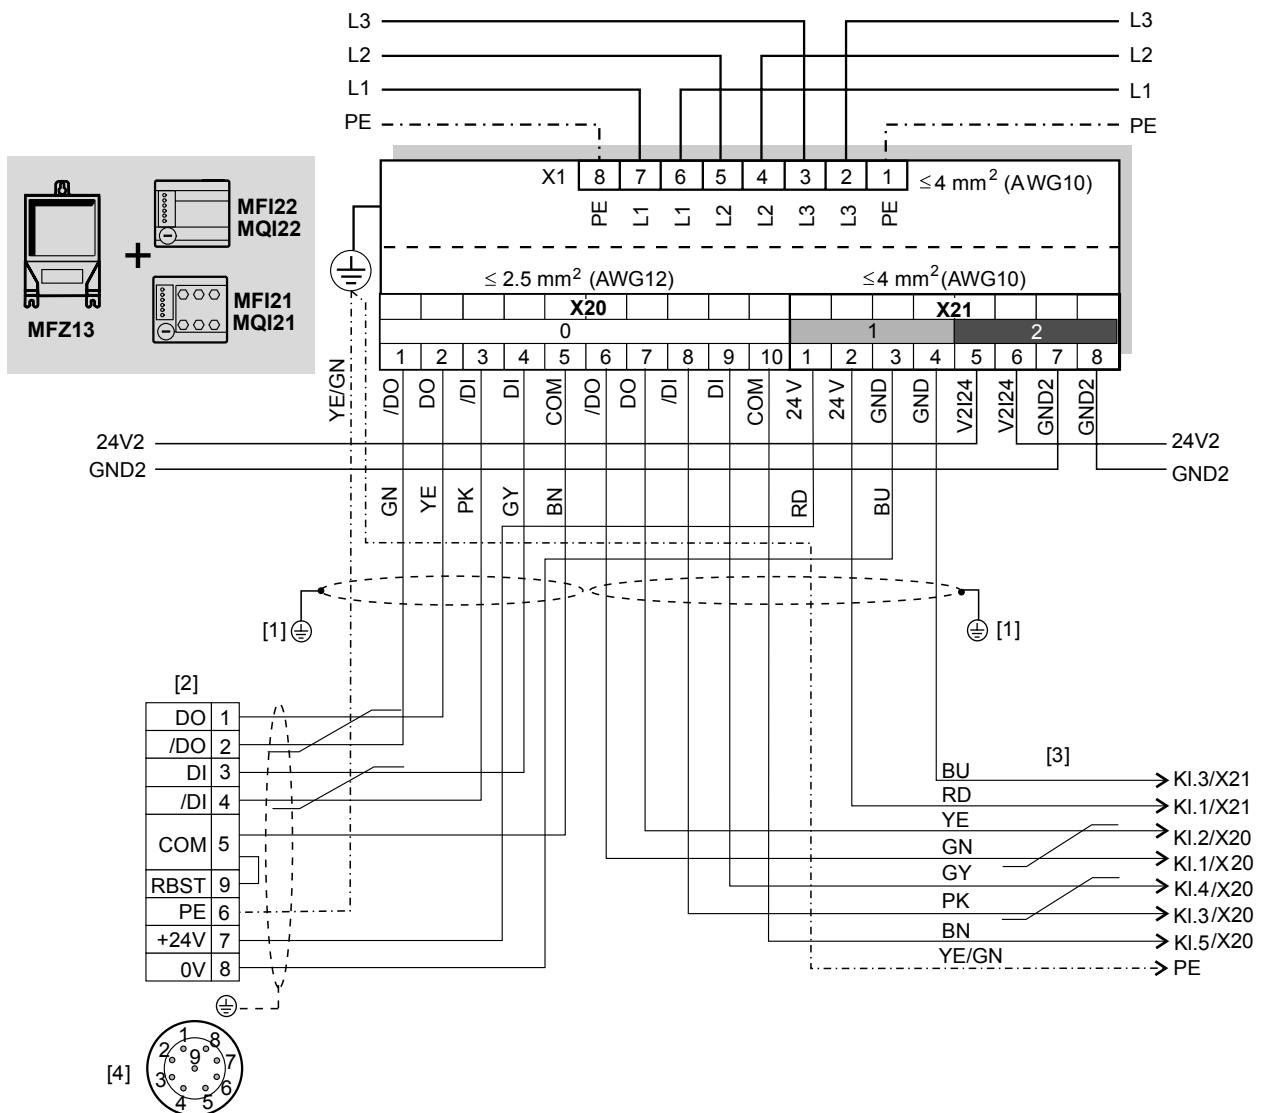 L3
L3
L2
L2
L1
L1
PE
PE
X1 8 7 6 5 4 3 2 1 ≤ 4 mm² (AWG10)
PE L1 L1 L2 L2 L3 L3 PE
MFI22
MQI22
+
MFI21
MQI21
MFZ13
≤ 2.5 mm² (AWG12)
≤ 4 mm² (AWG10)
X20
X21
0 1 2
1 2 3 4 5 6 7 8 9 10 1 2 3 4 5 6 7 8
YE/GN
/DO DO /DI DI COM /DO DO /DI DI COM 24 V 24 V GND GND V2I24 V2I24 GND2 GND2
24V2
24V2
GND2
GND2
GN YE PK GY BN RD BU
[1]
[1]
[2]
DO 1
/DO 2
DI 3
/DI 4
COM 5
RBST 9
PE 6
+24V 7
0V 8
[3]
BU Kl.3/X21
RD Kl.1/X21
YE Kl.2/X20
GN Kl.1/X20
GY Kl.4/X20
PK Kl.3/X20
BN Kl.5/X20
YE/GN PE
[4]
1 8
2 9 7
3 6
4 5